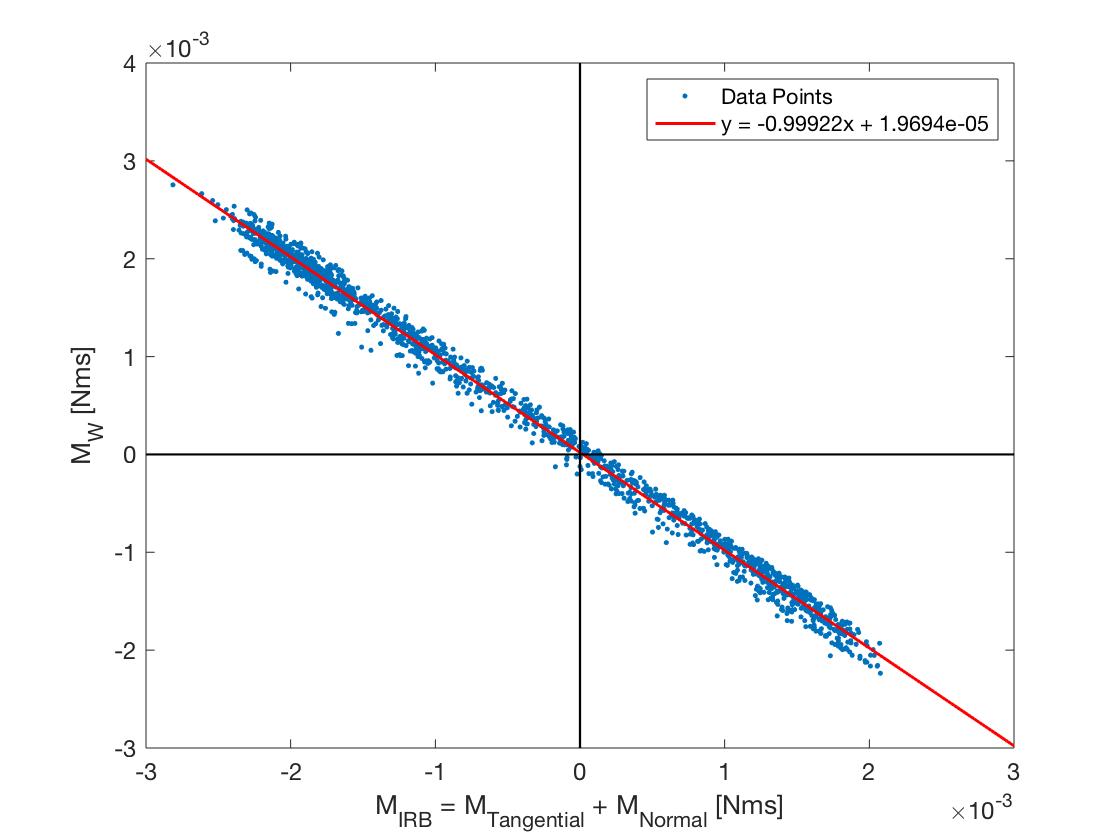 ×10⁻³
4
3
2
1
0
-1
-2
-3
M_W [Nms]
Data Points
y = -0.99922x + 1.9694e-05
-3 -2 -1 0 1 2 3
M_IRB = M_Tangential + M_Normal [Nms]
×10⁻³